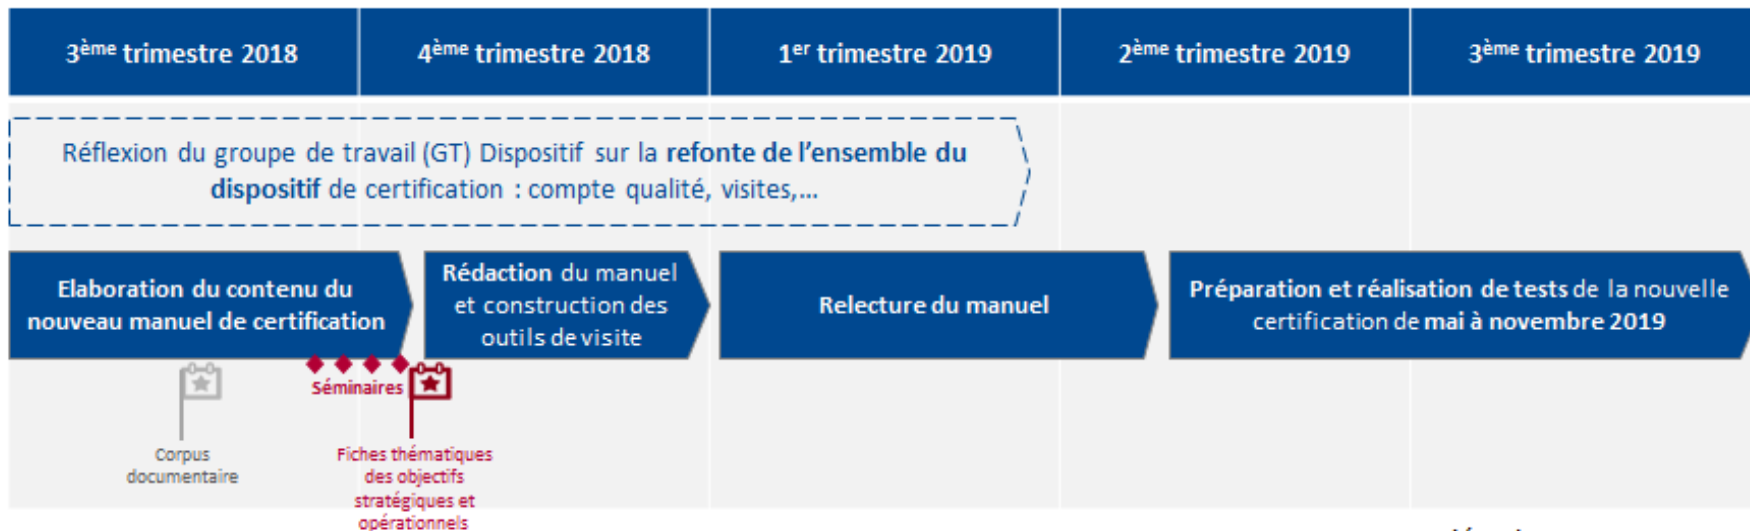 3ème trimestre 2018
4ème trimestre 2018
1er trimestre 2019
2ème trimestre 2019
3ème trimestre 2019
Réflexion du groupe de travail (GT) Dispositif sur la refonte de l'ensemble du
dispositif de certification : compte qualité, visites,...
Elaboration du contenu du
nouveau manuel de certification
Rédaction du manuel
et construction des
outils de visite
Relecture du manuel
Préparation et réalisation de tests de la nouvelle
certification de mai à novembre 2019
Séminaires
Corpus
documentaire
Fiches thématiques
des objectifs
stratégiques et
opérationnels